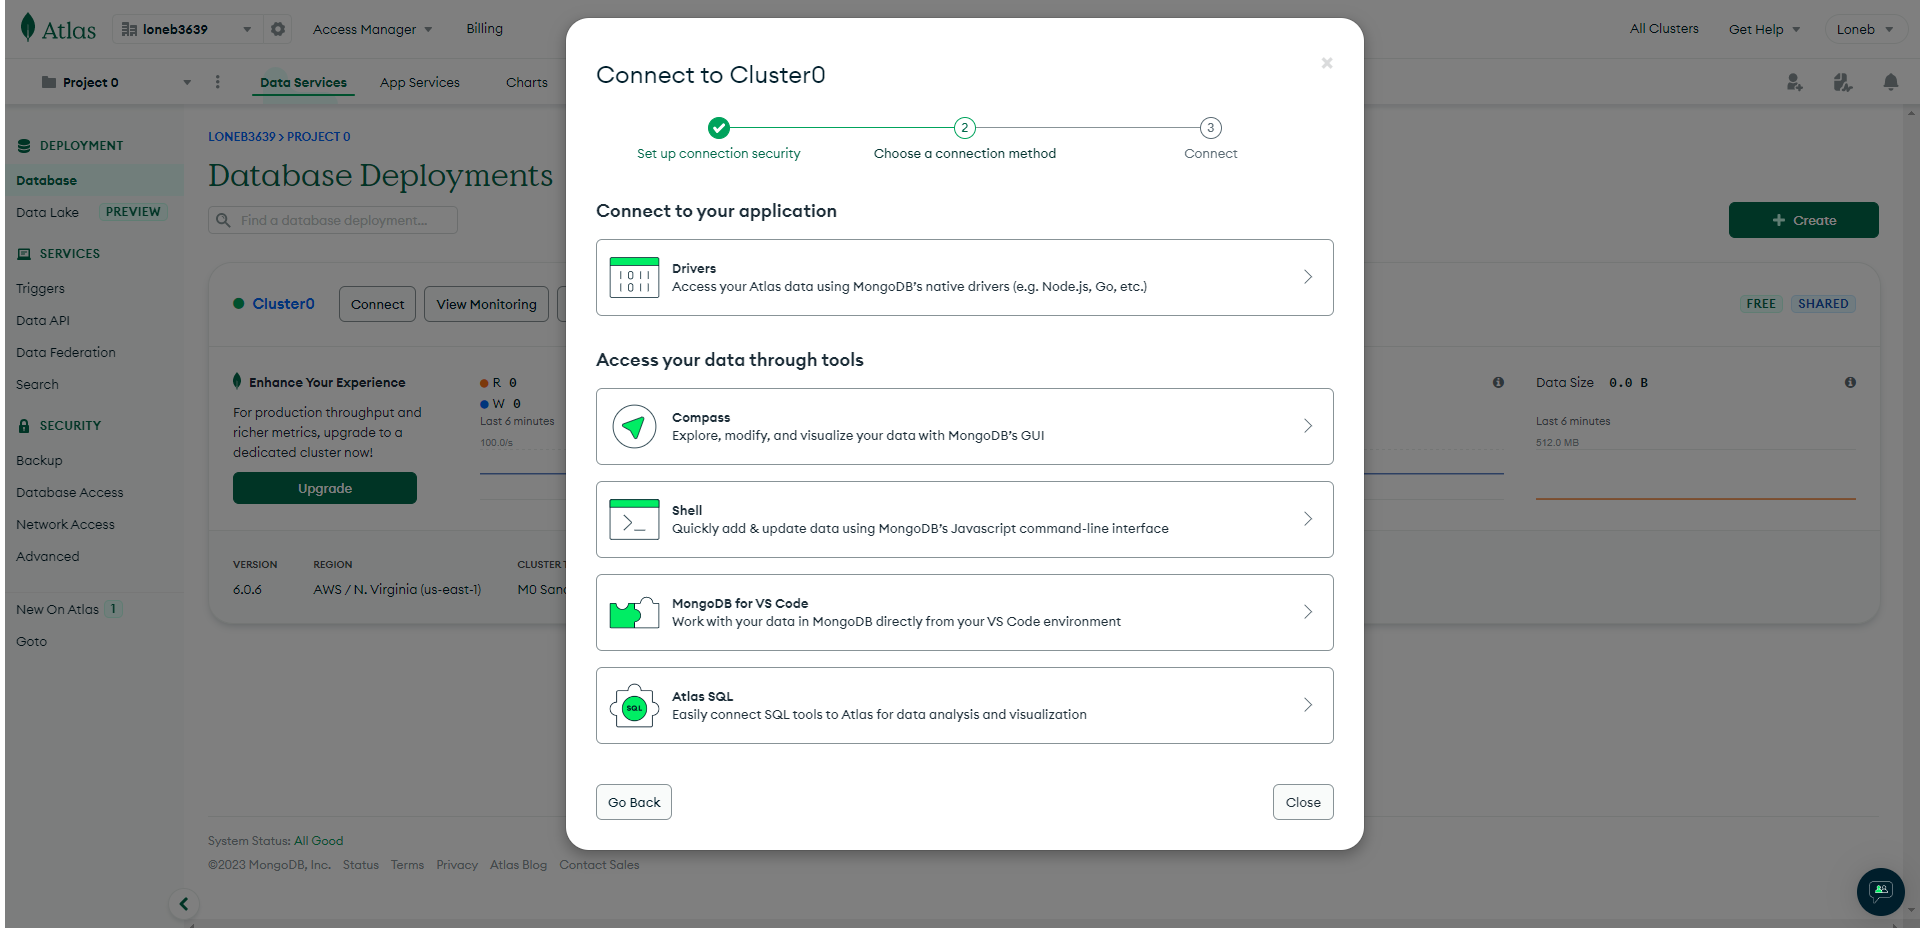 Atlas
loneb3639
Access Manager
Billing
All Clusters
Get Help
Loneb
Project 0
Data Services
App Services
Charts
DEPLOYMENT
Database
Data Lake
PREVIEW
SERVICES
Triggers
Data API
Data Federation
Search
SECURITY
Backup
Database Access
Network Access
Advanced
New On Atlas 1
Goto
LONEB3639 > PROJECT 0
Database Deployments
Find a database deployment...
+ Create
Cluster0
Connect
View Monitoring
FREE
SHARED
Enhance Your Experience
For production throughput and
richer metrics, upgrade to a
dedicated cluster now!
Upgrade
R 0
W 0
Last 6 minutes
100.0/s
Data Size 0.0 B
Last 6 minutes
512.0 MB
VERSION
6.0.6
REGION
AWS / N. Virginia (us-east-1)
CLUSTER T
M0 San
System Status: All Good
©2023 MongoDB, Inc. Status Terms Privacy Atlas Blog Contact Sales
Connect to Cluster0
Set up connection security
2
Choose a connection method
3
Connect
Connect to your application
1011
1011
Drivers
Access your Atlas data using MongoDB's native drivers (e.g. Node.js, Go, etc.)
Access your data through tools
Compass
Explore, modify, and visualize your data with MongoDB's GUI
Shell
Quickly add & update data using MongoDB's Javascript command-line interface
MongoDB for VS Code
Work with your data in MongoDB directly from your VS Code environment
SQL
Atlas SQL
Easily connect SQL tools to Atlas for data analysis and visualization
Go Back
Close